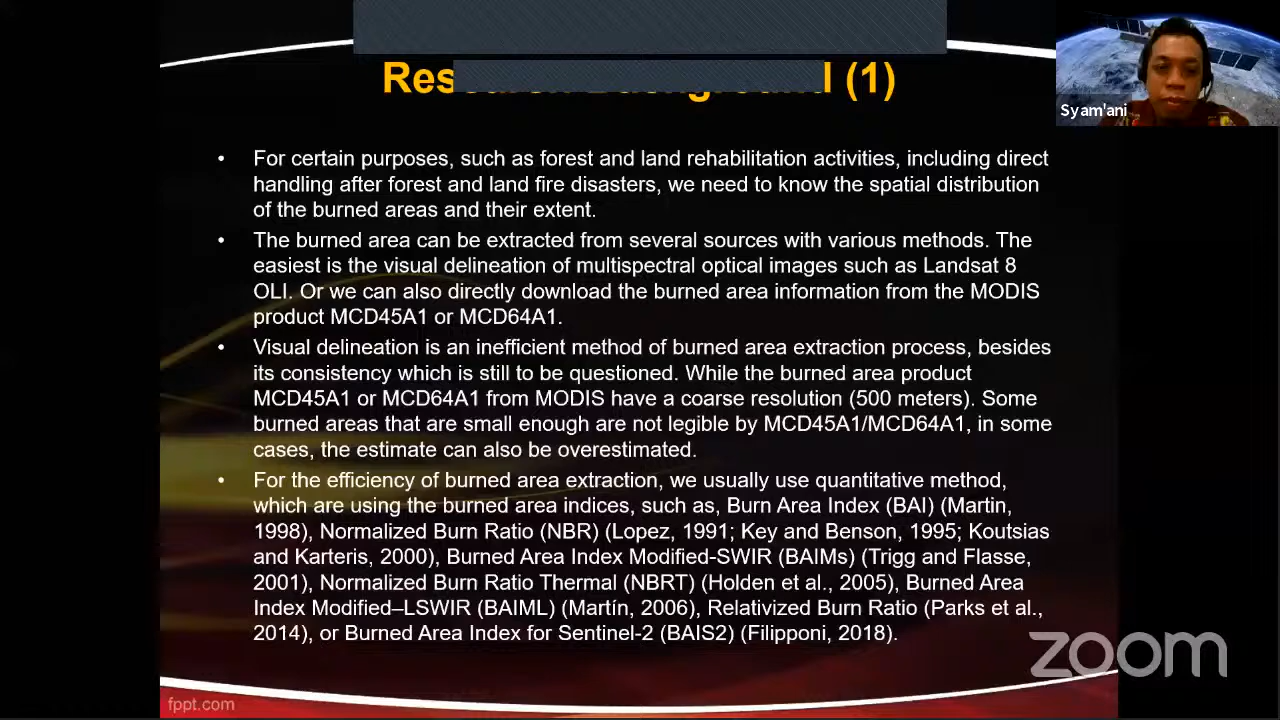 (1)
Syam'ani
• For certain purposes, such as forest and land rehabilitation activities, including direct
handling after forest and land fire disasters, we need to know the spatial distribution
of the burned areas and their extent.
• The burned area can be extracted from several sources with various methods. The
easiest is the visual delineation of multispectral optical images such as Landsat 8
OLI. Or we can also directly download the burned area information from the MODIS
product MCD45A1 or MCD64A1.
• Visual delineation is an inefficient method of burned area extraction process, besides
its consistency which is still to be questioned. While the burned area product
MCD45A1 or MCD64A1 from MODIS have a coarse resolution (500 meters). Some
burned areas that are small enough are not legible by MCD45A1/MCD64A1, in some
cases, the estimate can also be overestimated.
• For the efficiency of burned area extraction, we usually use quantitative method,
which are using the burned area indices, such as, Burn Area Index (BAI) (Martin,
1998), Normalized Burn Ratio (NBR) (Lopez, 1991; Key and Benson, 1995; Koutsias
and Karteris, 2000), Burned Area Index Modified-SWIR (BAIMs) (Trigg and Flasse,
2001), Normalized Burn Ratio Thermal (NBRT) (Holden et al., 2005), Burned Area
Index Modified–LSWIR (BAIML) (Martín, 2006), Relativized Burn Ratio (Parks et al.,
2014), or Burned Area Index for Sentinel-2 (BAIS2) (Filipponi, 2018).
zoom
fppt.com